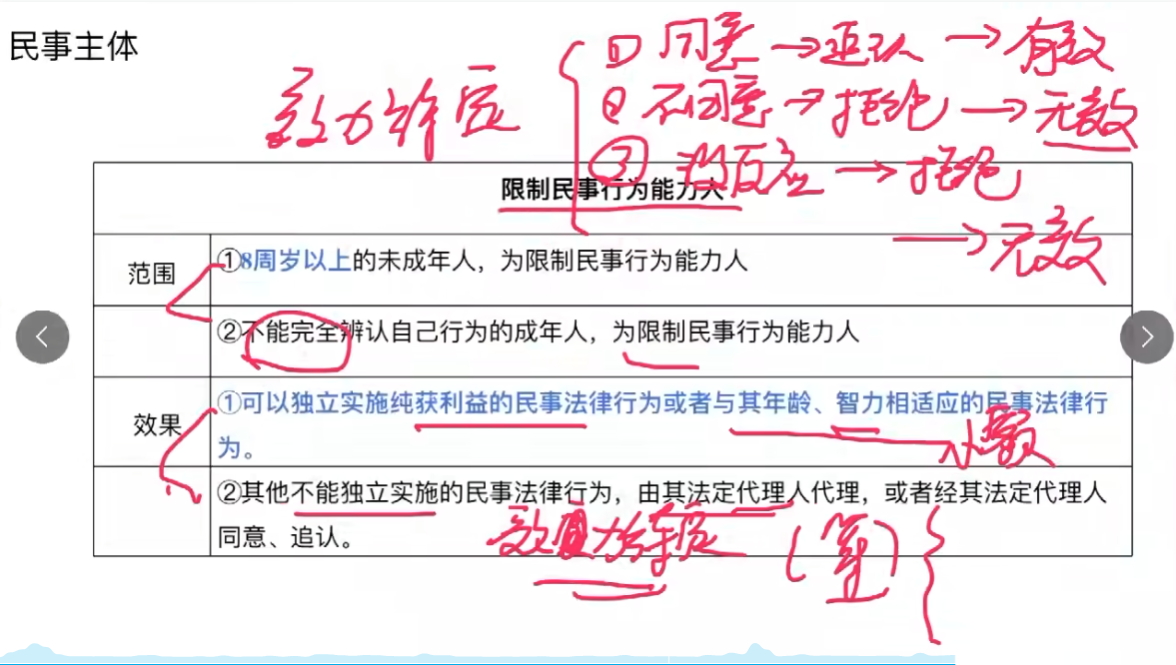 民事主体
① 同意 → 追认 → 有效
效力待定
② 不同意 → 拒绝 → 无效
③ 没反应 → 拒绝
→ 无效
限制民事行为能力人
范围
①8周岁以上的未成年人，为限制民事行为能力人
②不能完全辨认自己行为的成年人，为限制民事行为能力人
效果
①可以独立实施纯获利益的民事法律行为或者与其年龄、智力相适应的民事法律行
为。
小额
②其他不能独立实施的民事法律行为，由其法定代理人代理，或者经其法定代理人
同意、追认。
效力待定